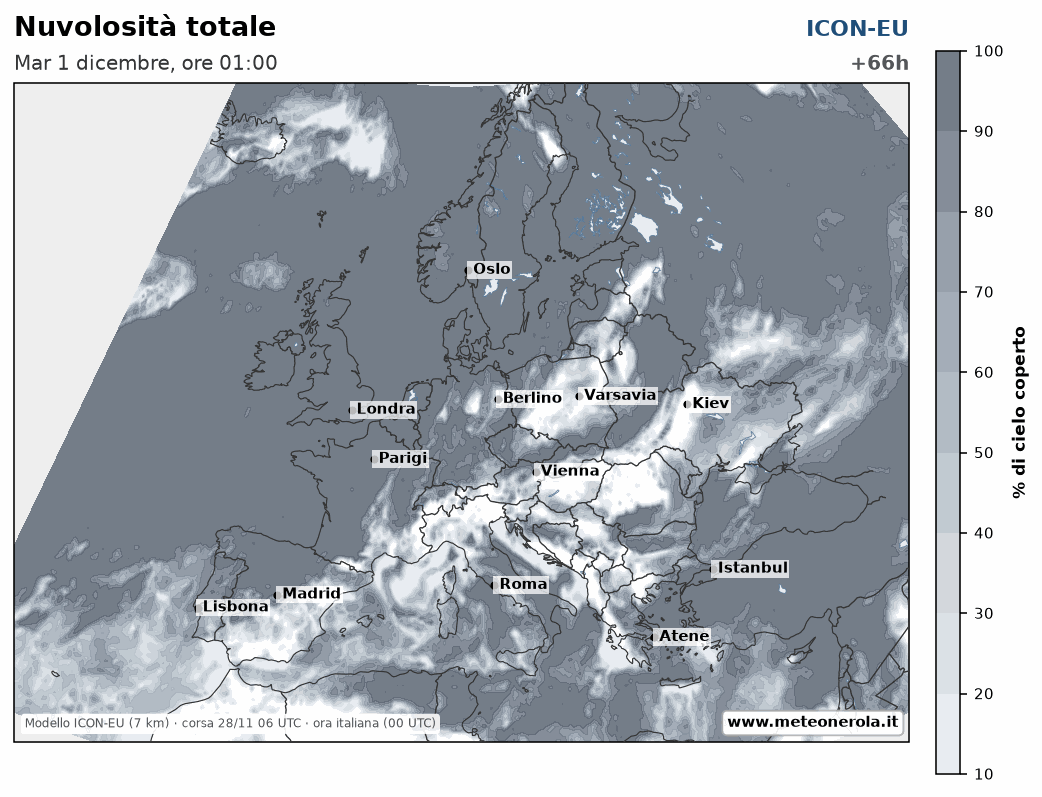 Nuvolosità totale
ICON-EU
Mar 1 dicembre, ore 01:00
+66h
100
90
80
70
60
50
40
30
20
10
% di cielo coperto
Oslo
Berlino
Varsavia
Kiev
Londra
Parigi
Vienna
Istanbul
Roma
Madrid
Lisbona
Atene
Modello ICON-EU (7 km) · corsa 28/11 06 UTC · ora italiana (00 UTC)
www.meteonerola.it